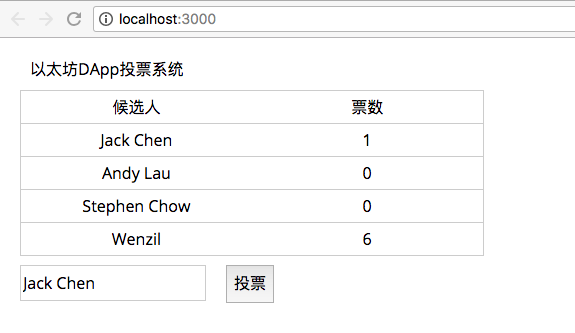 localhost:3000
以太坊DApp投票系统
候选人 票数
Jack Chen 1
Andy Lau 0
Stephen Chow 0
Wenzil 6
Jack Chen 投票